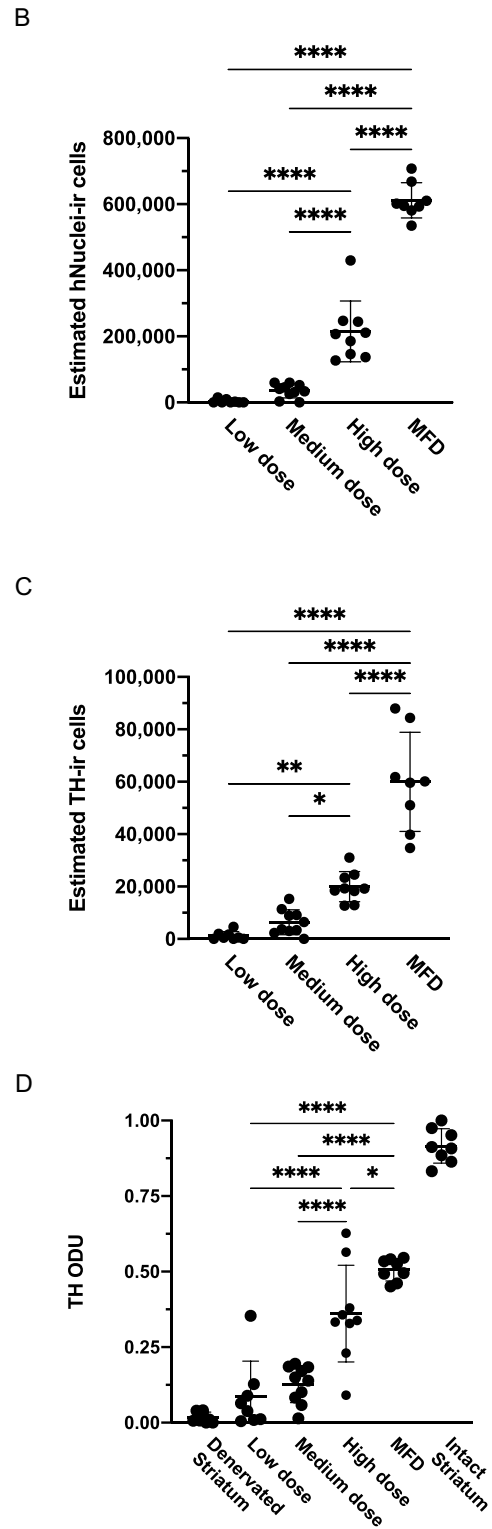 B
****
****
****
****
****
800,000
600,000
400,000
200,000
0
Estimated hNuclei-ir cells
Low dose
Medium dose
High dose
MFD
C
****
****
****
**
*
100,000
80,000
60,000
40,000
20,000
0
Estimated TH-ir cells
Low dose
Medium dose
High dose
MFD
D
****
****
**** *
****
1.00
0.75
0.50
0.25
0.00
TH ODU
Denervated
Striatum
Low dose
Medium dose
High dose
MFD
Intact
Striatum